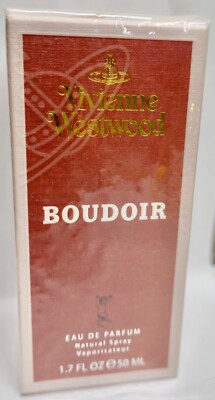 Vivienne
Westwood
BOUDOIR
EAU DE PARFUM
Natural Spray
Vaporisateur
1.7 FL OZ ℮ 50 ML